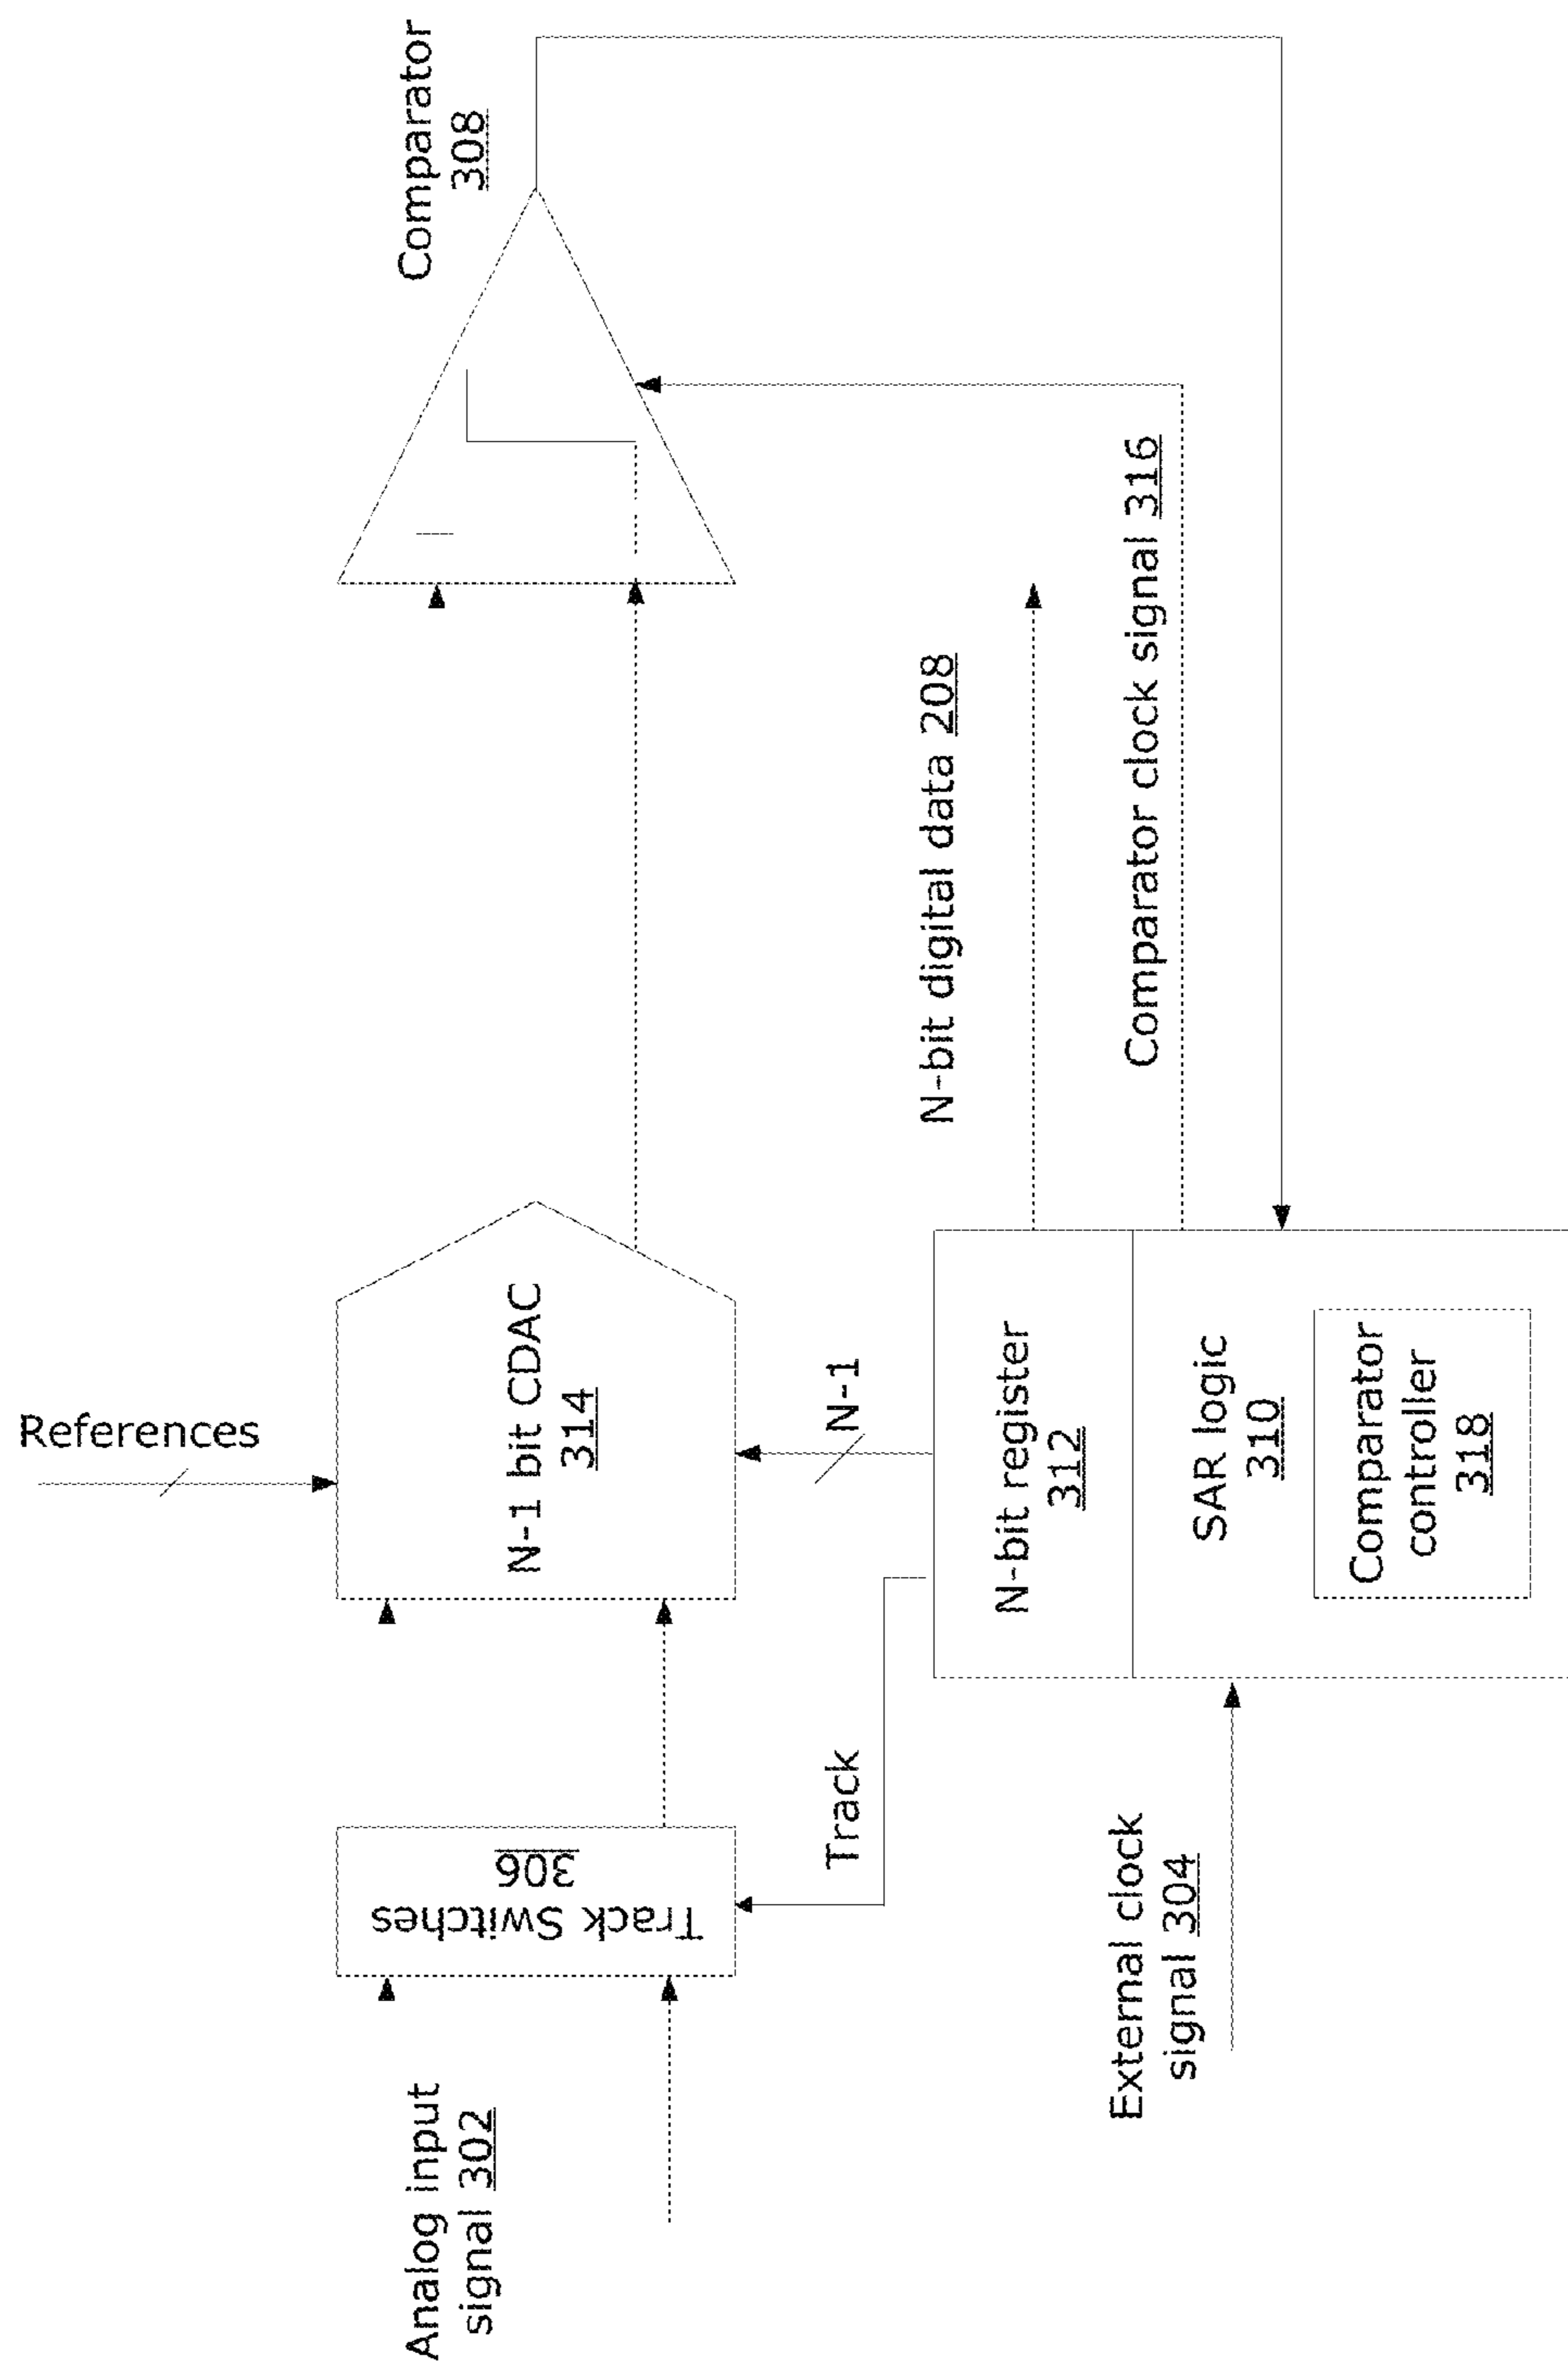 References
Comparator
308
N-1 bit CDAC
314
Track Switches
306
Analog input
signal 302
N-1
Track
N-bit digital data 208
Comparator clock signal 316
N-bit register
312
SAR logic
310
Comparator
controller
318
External clock
signal 304